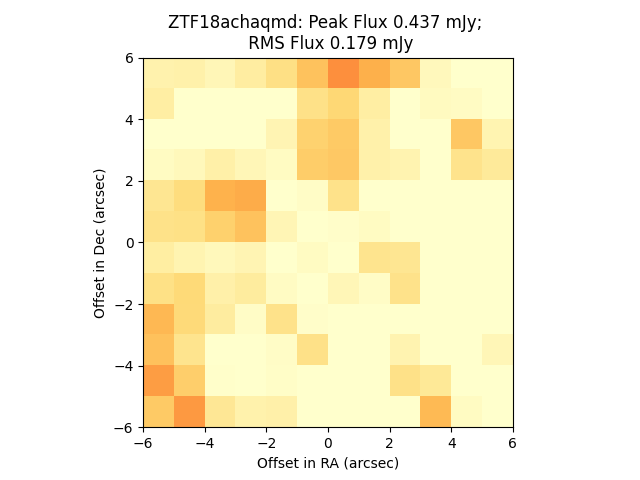 ZTF18achaqmd: Peak Flux 0.437 mJy;
RMS Flux 0.179 mJy
6
4
2
0
−2
−4
−6
Offset in Dec (arcsec)
−6 −4 −2 0 2 4 6
Offset in RA (arcsec)